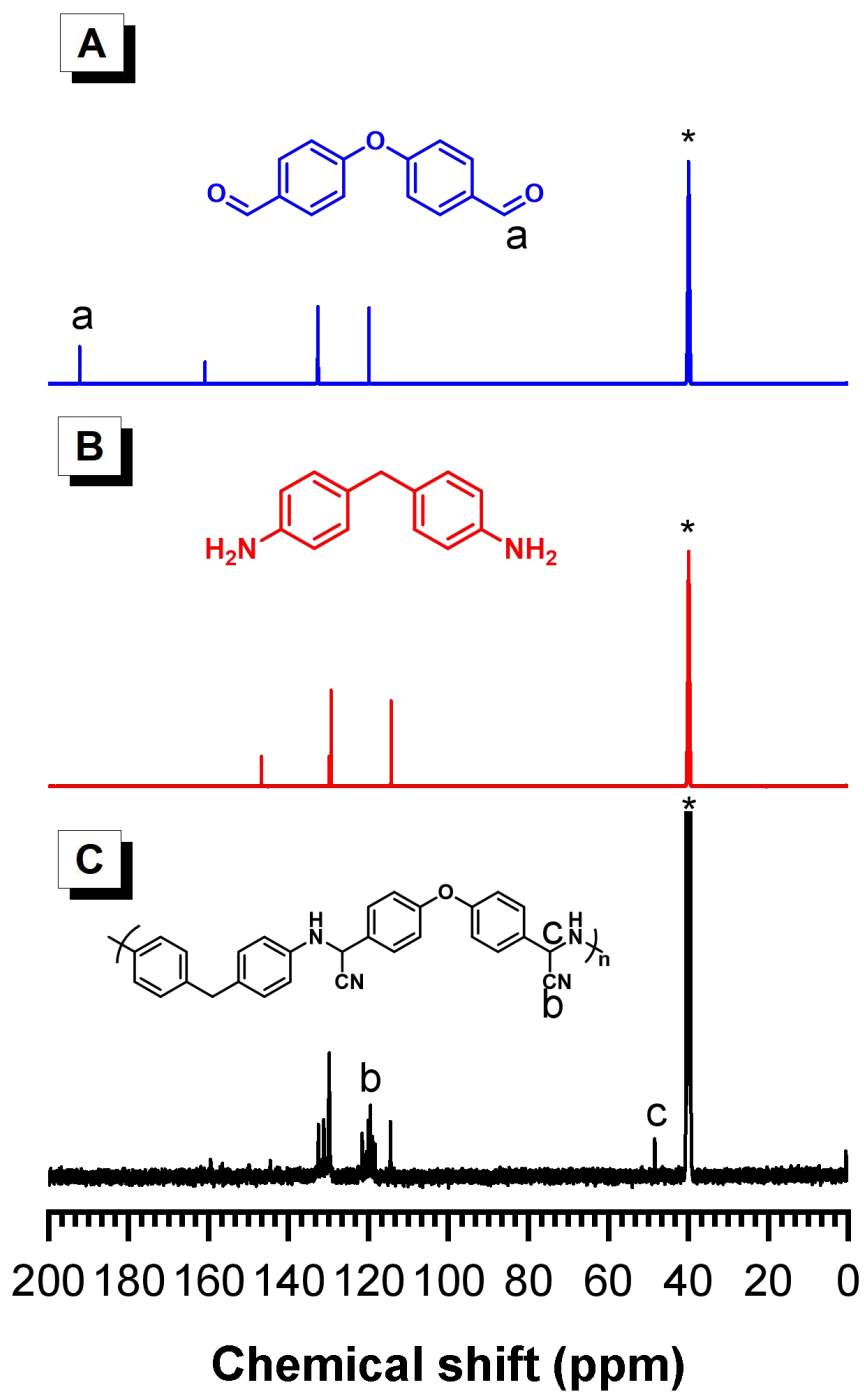 A
*
O
O
O
a
a
B
*
H₂N
NH₂
*
C
O
H
N
CN
c
H
N
n
CN
b
b
c
200 180 160 140 120 100 80 60 40 20 0
Chemical shift (ppm)